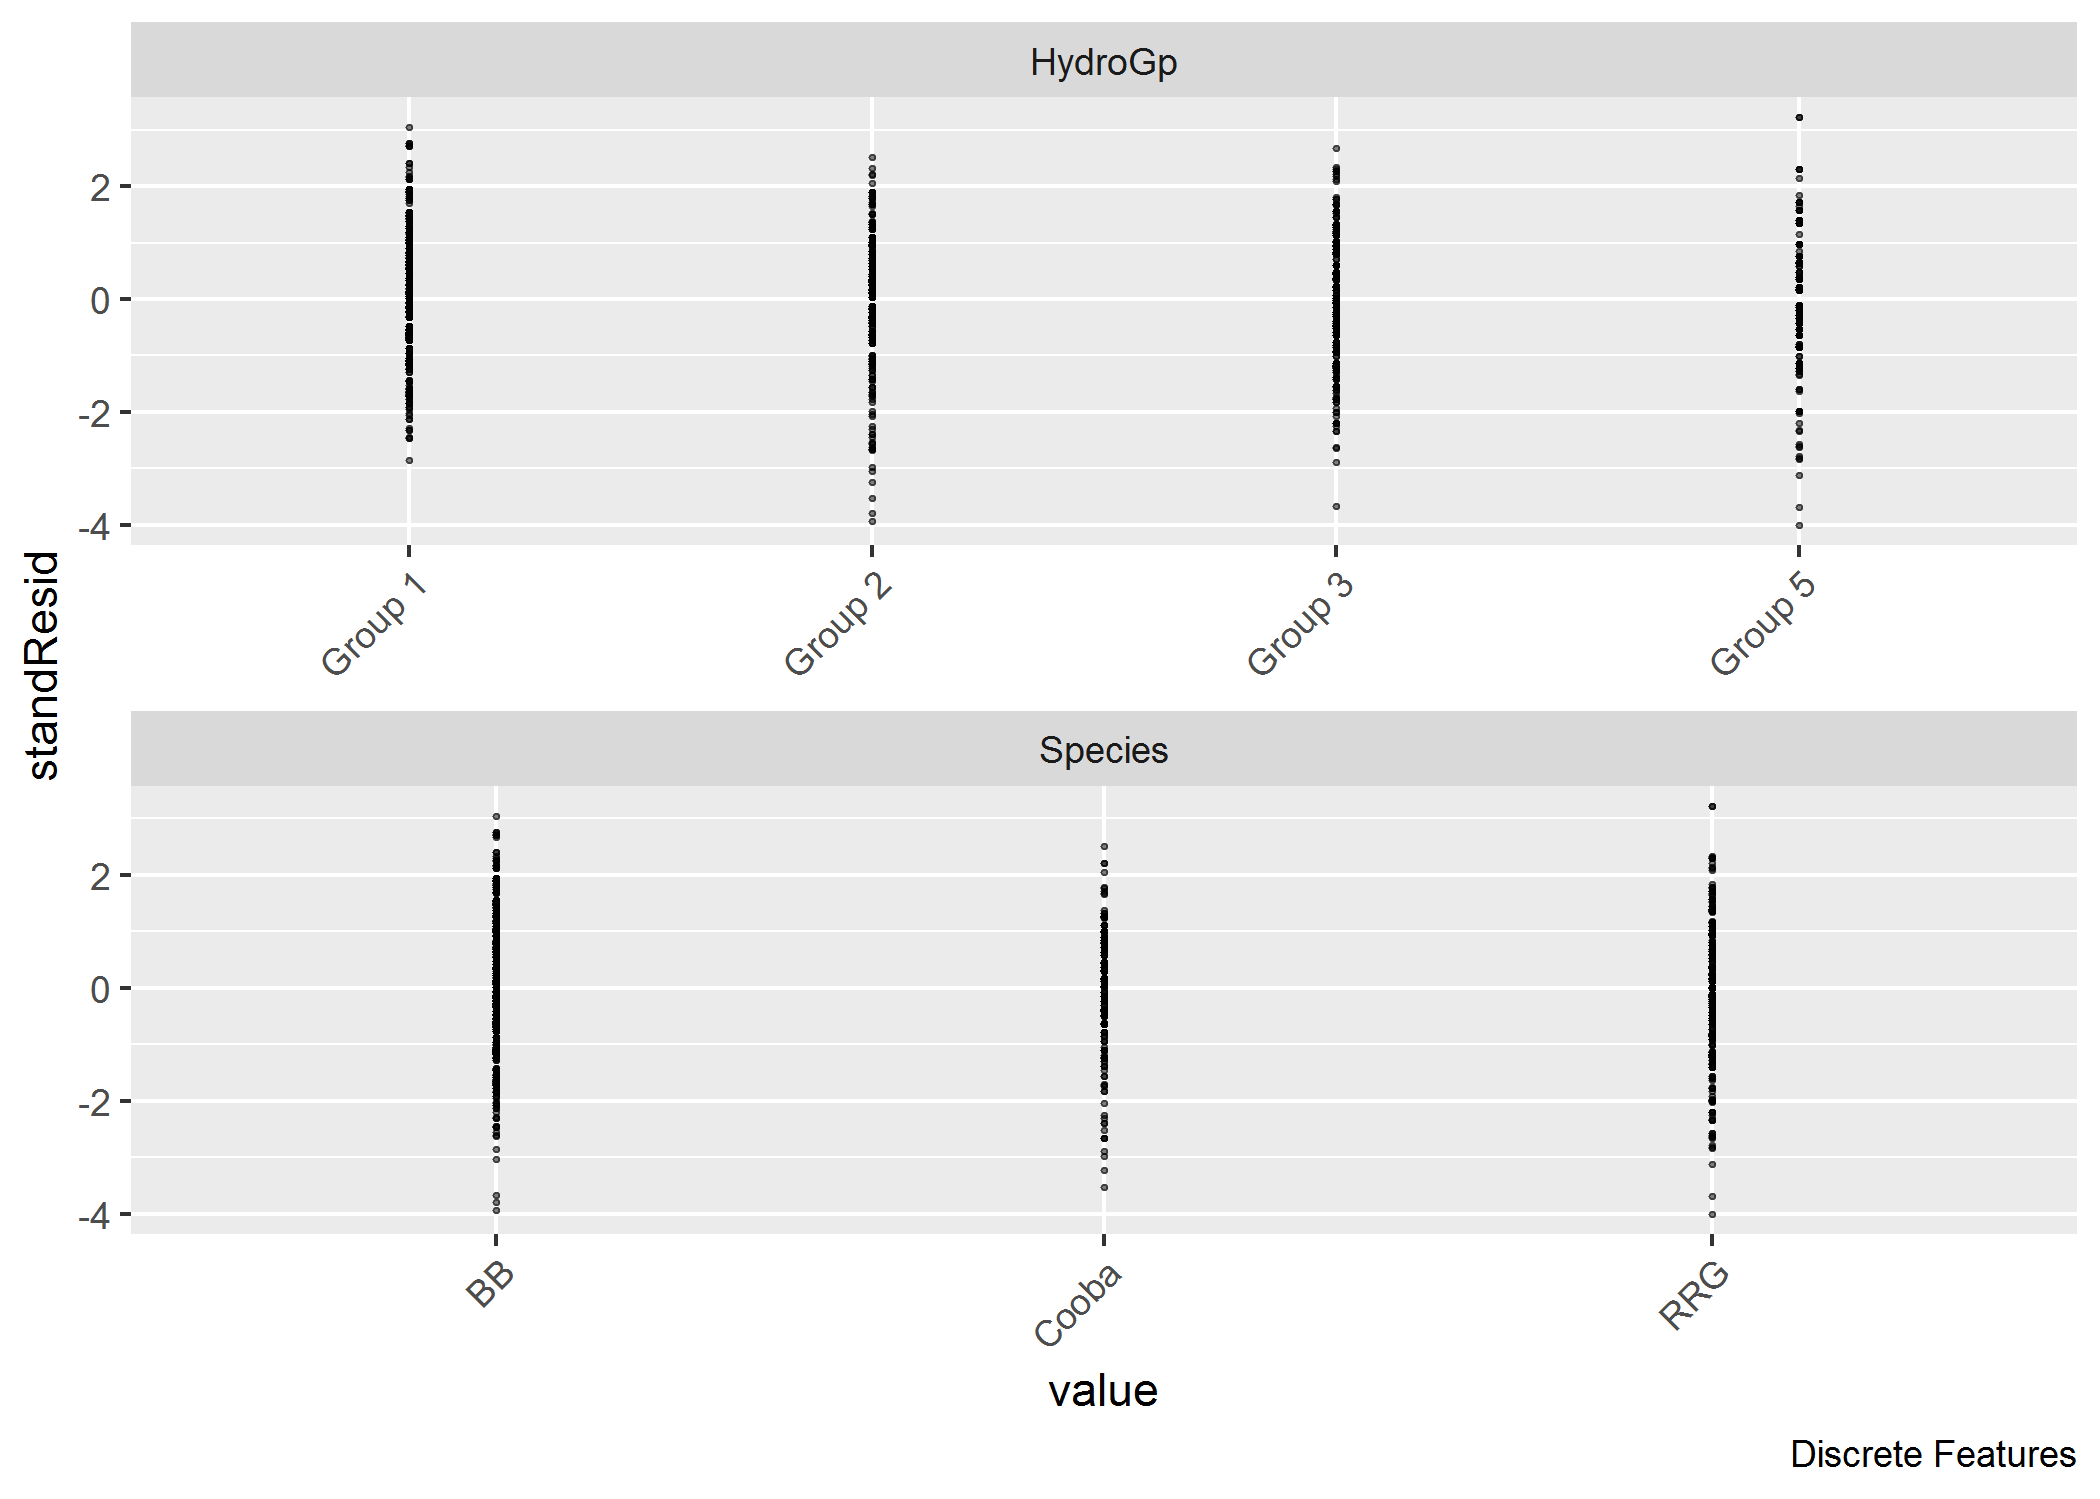 HydroGp
2
0
-2
-4
Group 1
Group 2
Group 3
Group 5
standResid
Species
2
0
-2
-4
BB
Cooba
RRG
value
Discrete Features